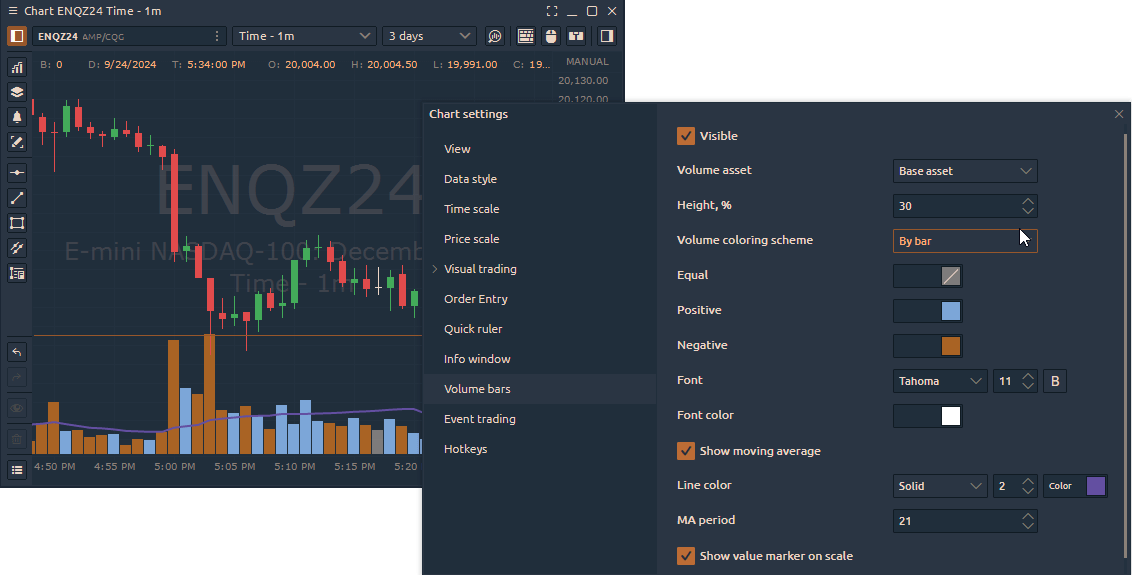 Chart ENQZ24 Time - 1m
ENQZ24 AMP/CQG
Time - 1m
3 days
B: 0 D: 9/24/2024 T: 5:34:00 PM O: 20,004.00 H: 20,004.50 L: 19,991.00 C: 19...
MANUAL
20,130.00
20,120.00
ENQZ24
E-mini NASDAQ-100, Decemb
Time - 1m
4:50 PM 4:55 PM 5:00 PM 5:05 PM 5:10 PM 5:15 PM 5:20
Chart settings
View
Data style
Time scale
Price scale
Visual trading
Order Entry
Quick ruler
Info window
Volume bars
Event trading
Hotkeys
Visible
Volume asset Base asset
Height, % 30
Volume coloring scheme By bar
Equal
Positive
Negative
Font Tahoma 11 B
Font color
Show moving average
Line color Solid 2 Color
MA period 21
Show value marker on scale